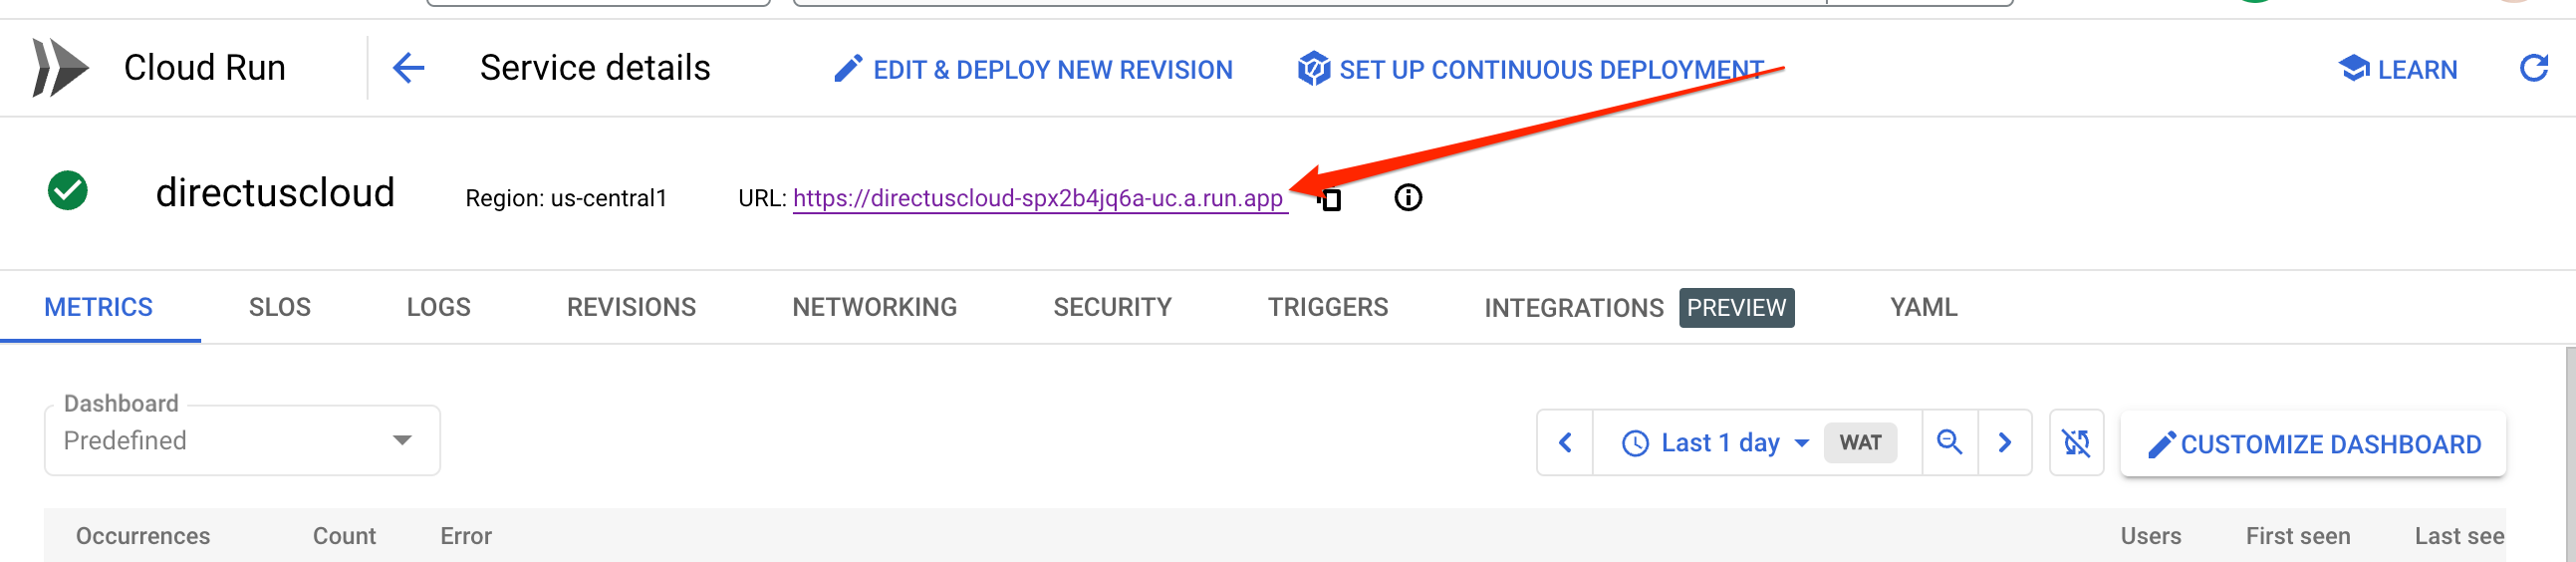 Cloud Run Service details EDIT & DEPLOY NEW REVISION SET UP CONTINUOUS DEPLOYMENT LEARN
directuscloud Region: us-central1 URL: https://directuscloud-spx2b4jq6a-uc.a.run.app
METRICS SLOS LOGS REVISIONS NETWORKING SECURITY TRIGGERS INTEGRATIONS PREVIEW YAML
Dashboard
Predefined Last 1 day WAT CUSTOMIZE DASHBOARD
Occurrences Count Error Users First seen Last see